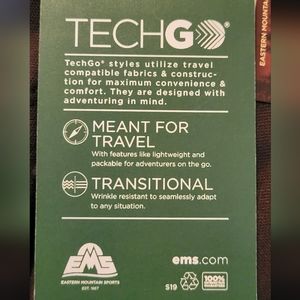 TECHGO®
TechGo® styles utilize travel
compatible fabrics & construc-
tion for maximum convenience &
comfort. They are designed with
adventuring in mind.
MEANT FOR
TRAVEL
With features like lightweight and
packable for adventurers on the go.
TRANSITIONAL
Wrinkle resistant to seamlessly adapt
to any situation.
EMS
EASTERN MOUNTAIN SPORTS
EST. 1967
ems.com
S19
100%
EASTERN MOUNTAIN